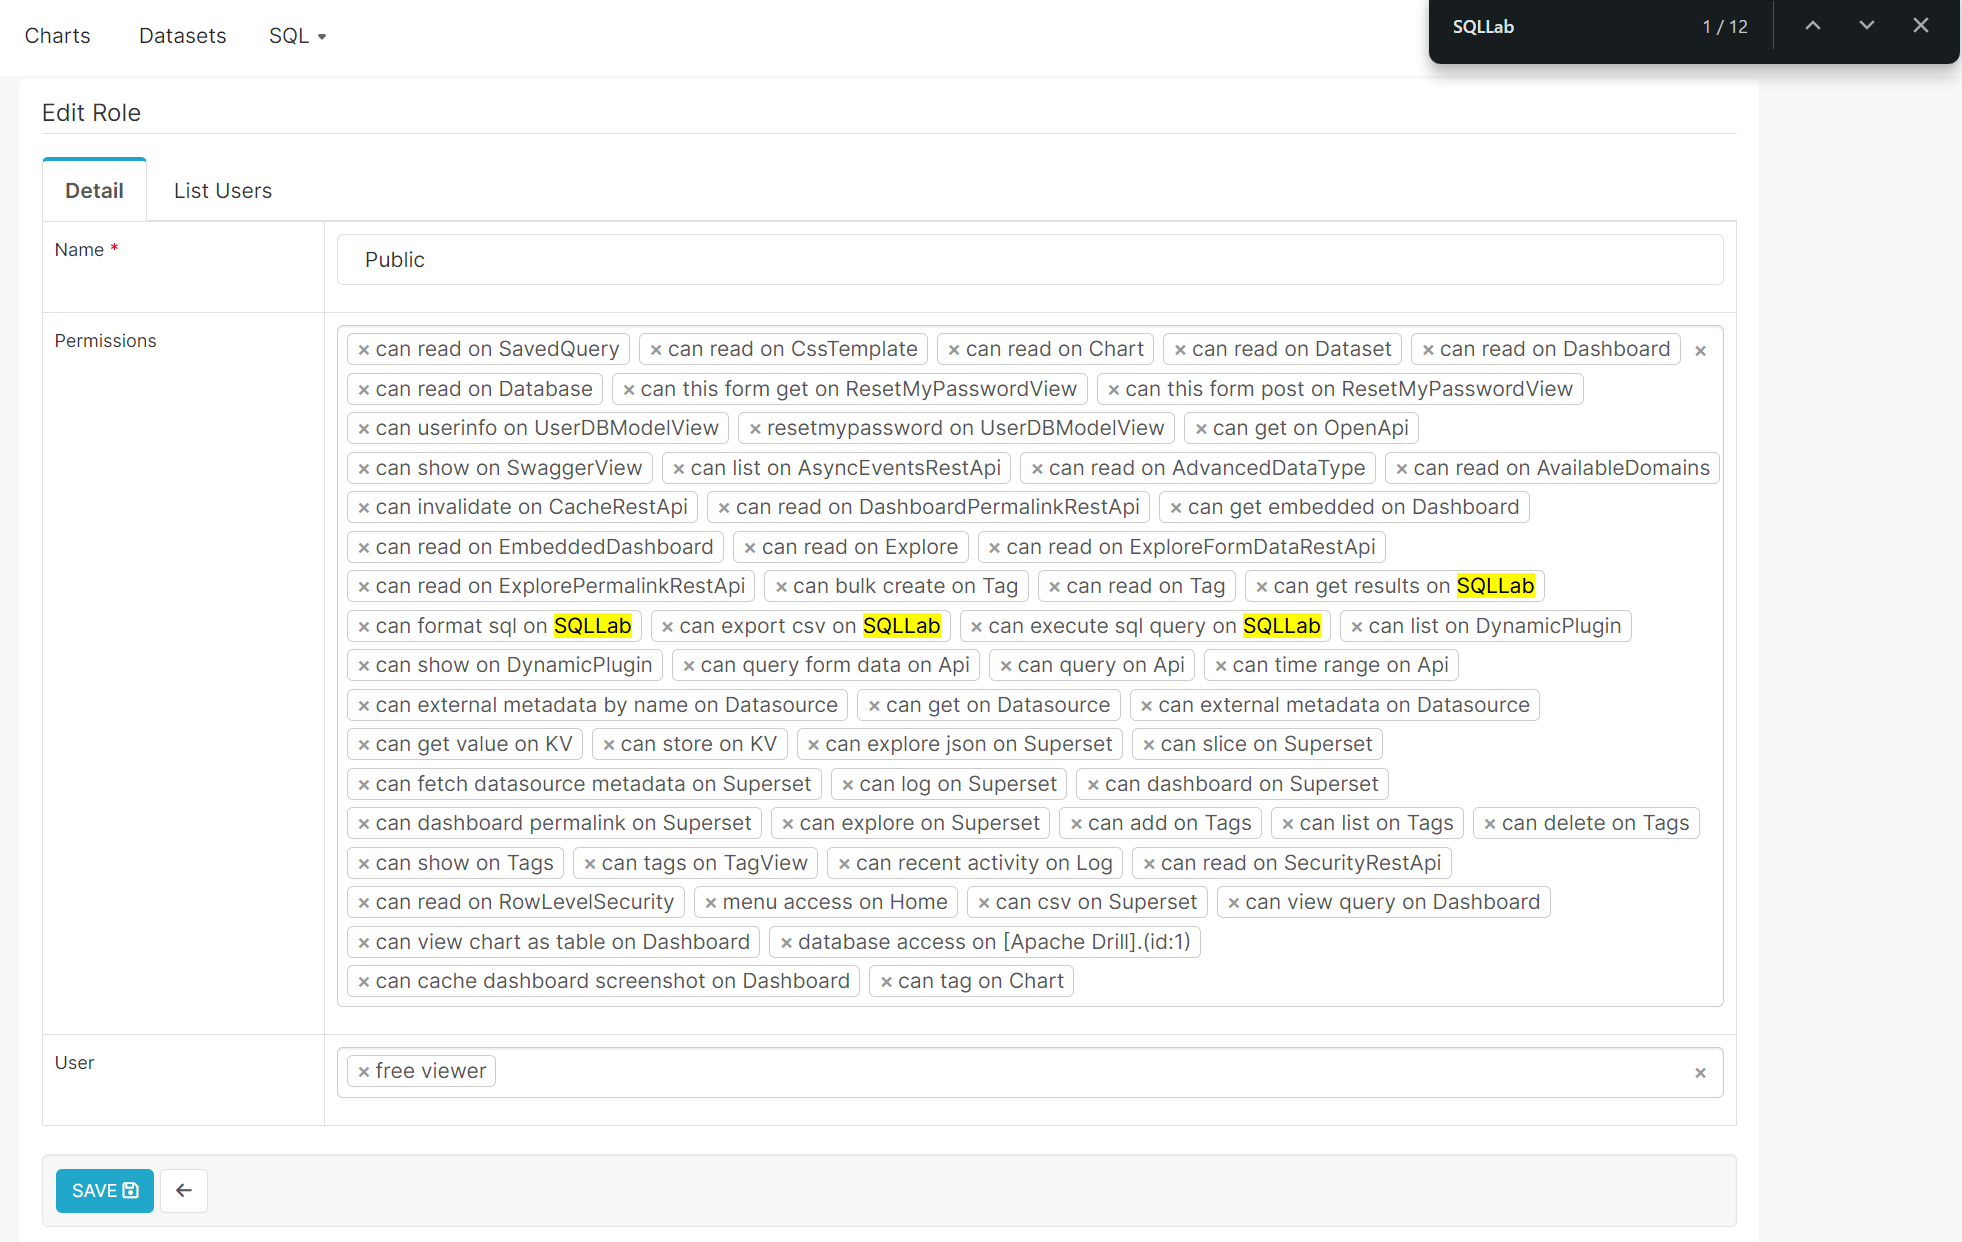 Charts Datasets SQL
SQLLab 1 / 12
Edit Role
Detail List Users
Name *
Public
Permissions
× can read on SavedQuery × can read on CssTemplate × can read on Chart × can read on Dataset × can read on Dashboard ×
× can read on Database × can this form get on ResetMyPasswordView × can this form post on ResetMyPasswordView
× can userinfo on UserDBModelView × resetmypassword on UserDBModelView × can get on OpenApi
× can show on SwaggerView × can list on AsyncEventsRestApi × can read on AdvancedDataType × can read on AvailableDomains
× can invalidate on CacheRestApi × can read on DashboardPermalinkRestApi × can get embedded on Dashboard
× can read on EmbeddedDashboard × can read on Explore × can read on ExploreFormDataRestApi
× can read on ExplorePermalinkRestApi × can bulk create on Tag × can read on Tag × can get results on SQLLab
× can format sql on SQLLab × can export csv on SQLLab × can execute sql query on SQLLab × can list on DynamicPlugin
× can show on DynamicPlugin × can query form data on Api × can query on Api × can time range on Api
× can external metadata by name on Datasource × can get on Datasource × can external metadata on Datasource
× can get value on KV × can store on KV × can explore json on Superset × can slice on Superset
× can fetch datasource metadata on Superset × can log on Superset × can dashboard on Superset
× can dashboard permalink on Superset × can explore on Superset × can add on Tags × can list on Tags × can delete on Tags
× can show on Tags × can tags on TagView × can recent activity on Log × can read on SecurityRestApi
× can read on RowLevelSecurity × menu access on Home × can csv on Superset × can view query on Dashboard
× can view chart as table on Dashboard × database access on [Apache Drill].(id:1)
× can cache dashboard screenshot on Dashboard × can tag on Chart
User
× free viewer ×
SAVE